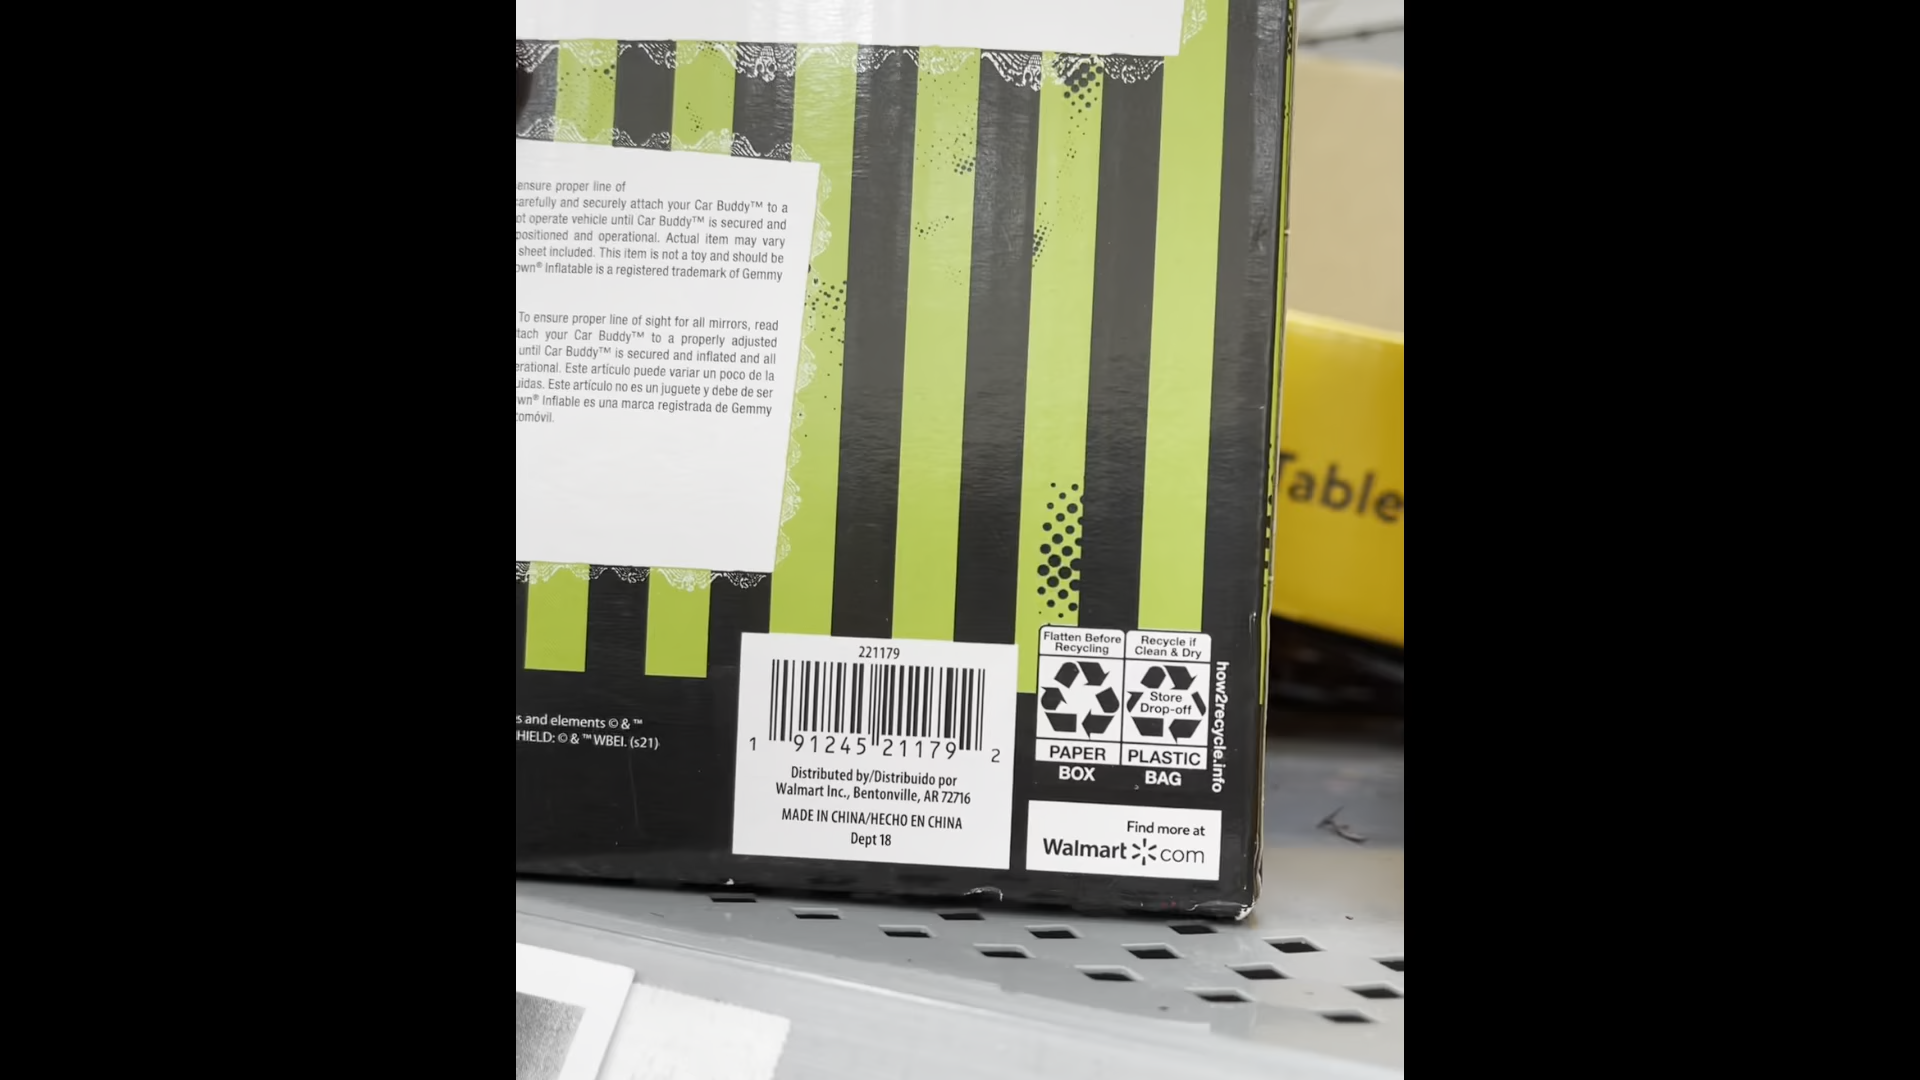 ensure proper line of
carefully and securely attach your Car Buddy™ to a
ot operate vehicle until Car Buddy™ is secured and
positioned and operational. Actual item may vary
sheet included. This item is not a toy and should be
own® Inflatable is a registered trademark of Gemmy
To ensure proper line of sight for all mirrors, read
tach your Car Buddy™ to a properly adjusted
until Car Buddy™ is secured and inflated and all
erational. Este artículo puede variar un poco de la
uidas. Este artículo no es un juguete y debe de ser
wn® Inflable es una marca registrada de Gemmy
tomóvil.
Table
s and elements © & ™
HIELD: © & ™ WBEI. (s21)
221179
1 91245 21179 2
Distributed by/Distribuido por
Walmart Inc., Bentonville, AR 72716
MADE IN CHINA/HECHO EN CHINA
Dept 18
Flatten Before
Recycling
PAPER
BOX
Recycle if
Clean & Dry
Store
Drop-off
PLASTIC
BAG
how2recycle.info
Find more at
Walmart com